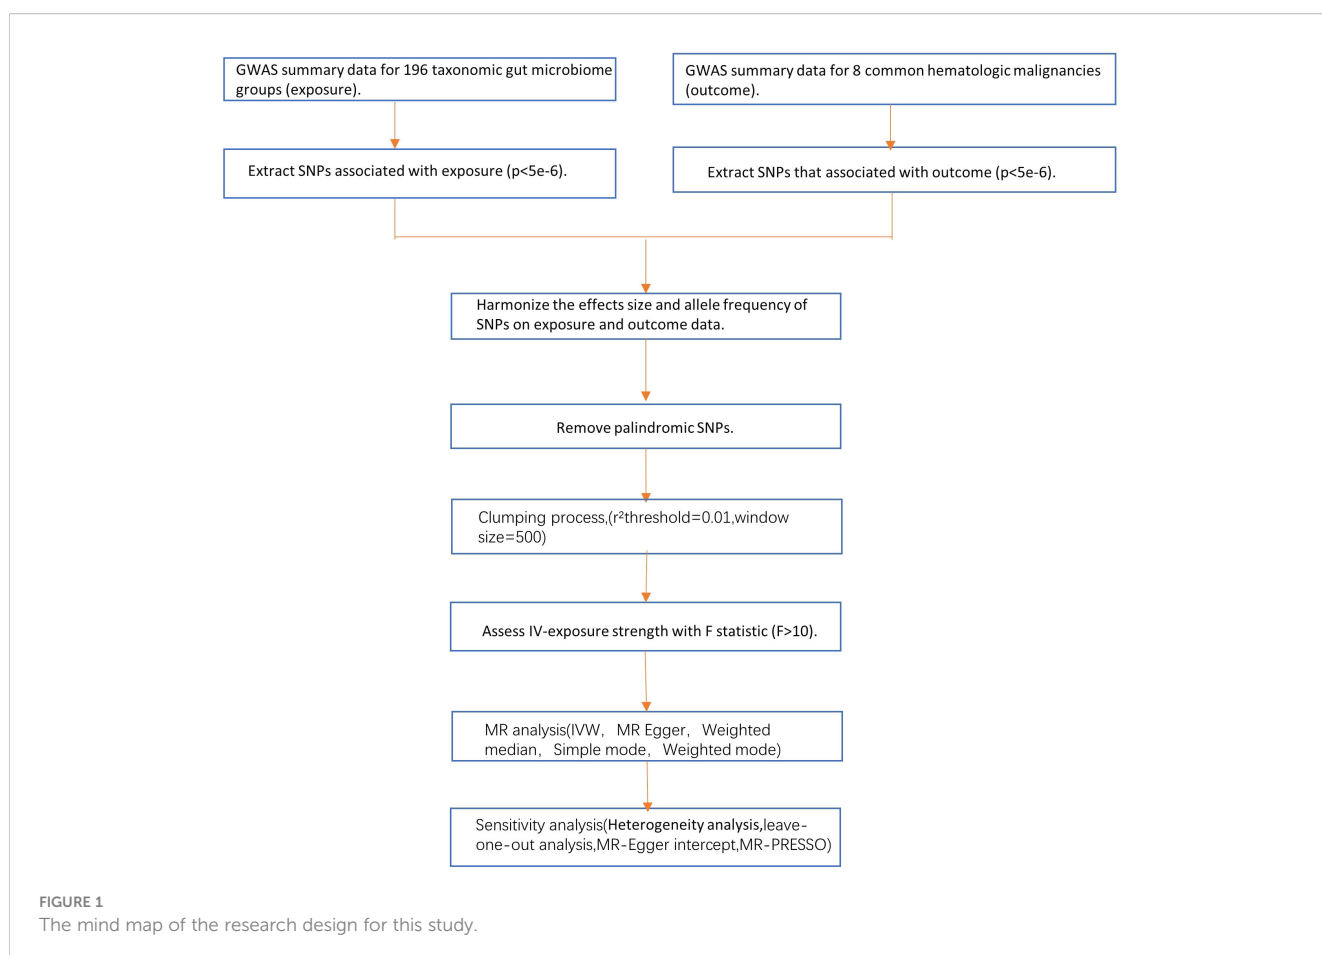 GWAS summary data for 196 taxonomic gut microbiome
groups (exposure).
GWAS summary data for 8 common hematologic malignancies
(outcome).
Extract SNPs associated with exposure (p<5e-6).
Extract SNPs that associated with outcome (p<5e-6).
Harmonize the effects size and allele frequency of
SNPs on exposure and outcome data.
Remove palindromic SNPs.
Clumping process,(r²threshold=0.01,window
size=500)
Assess IV-exposure strength with F statistic (F>10).
MR analysis(IVW，MR Egger，Weighted
median，Simple mode，Weighted mode)
Sensitivity analysis(Heterogeneity analysis,leave-
one-out analysis,MR-Egger intercept,MR-PRESSO)
FIGURE 1
The mind map of the research design for this study.